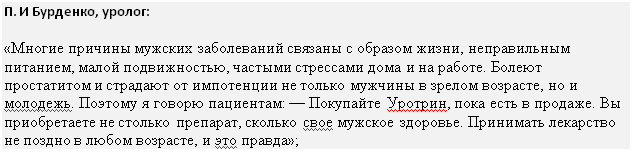 П. И Бурденко, уролог:
«Многие причины мужских заболеваний связаны с образом жизни, неправильным
питанием, малой подвижностью, частыми стрессами дома и на работе. Болеют
простатитом и страдают от импотенции не только мужчины в зрелом возрасте, но и
молодежь. Поэтому я говорю пациентам: — Покупайте Уротрин, пока есть в продаже. Вы
приобретаете не столько препарат, сколько свое мужское здоровье. Принимать лекарство
не поздно в любом возрасте, и это правда»;